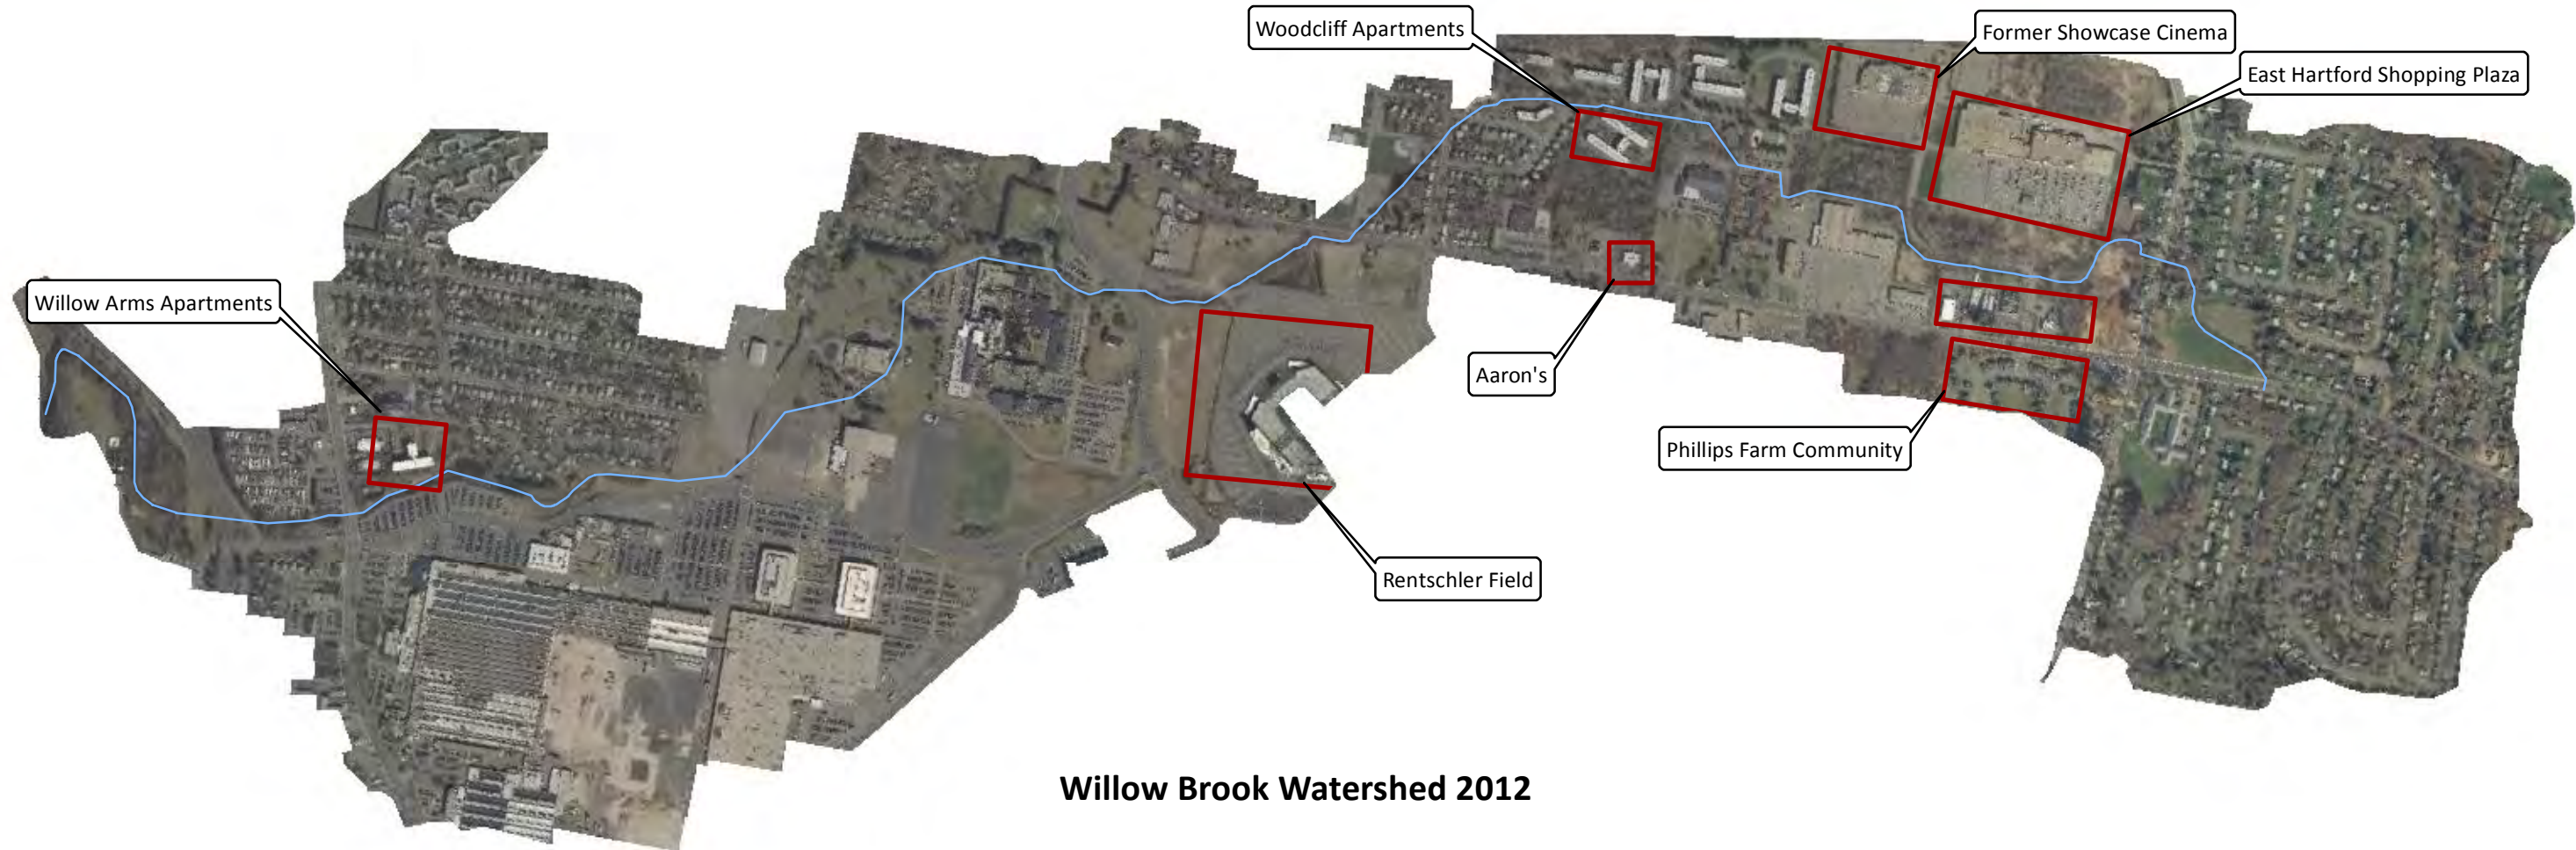 Woodcliff Apartments
Former Showcase Cinema
East Hartford Shopping Plaza
Willow Arms Apartments
Aaron's
Phillips Farm Community
Rentschler Field
Willow Brook Watershed 2012